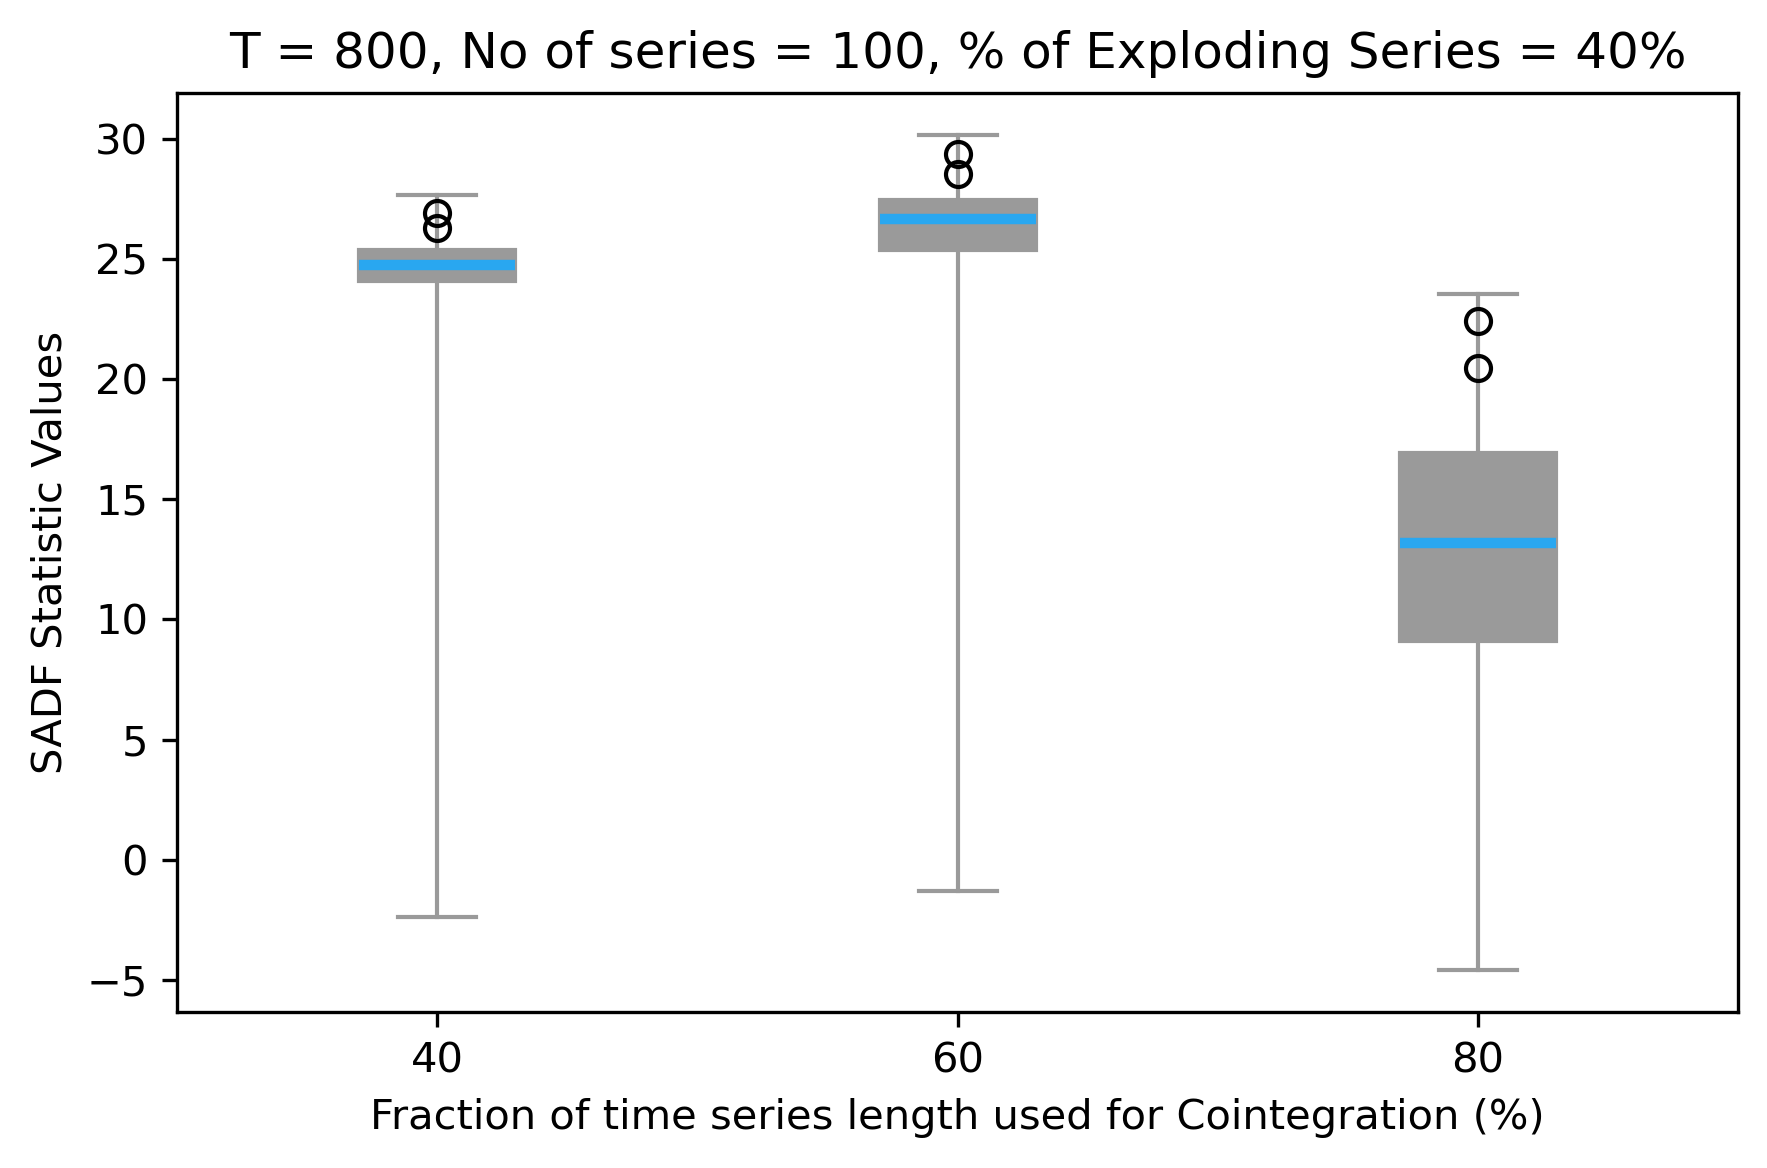 T = 800, No of series = 100, % of Exploding Series = 40%
SADF Statistic Values
30
25
20
15
10
5
0
−5
40 60 80
Fraction of time series length used for Cointegration (%)